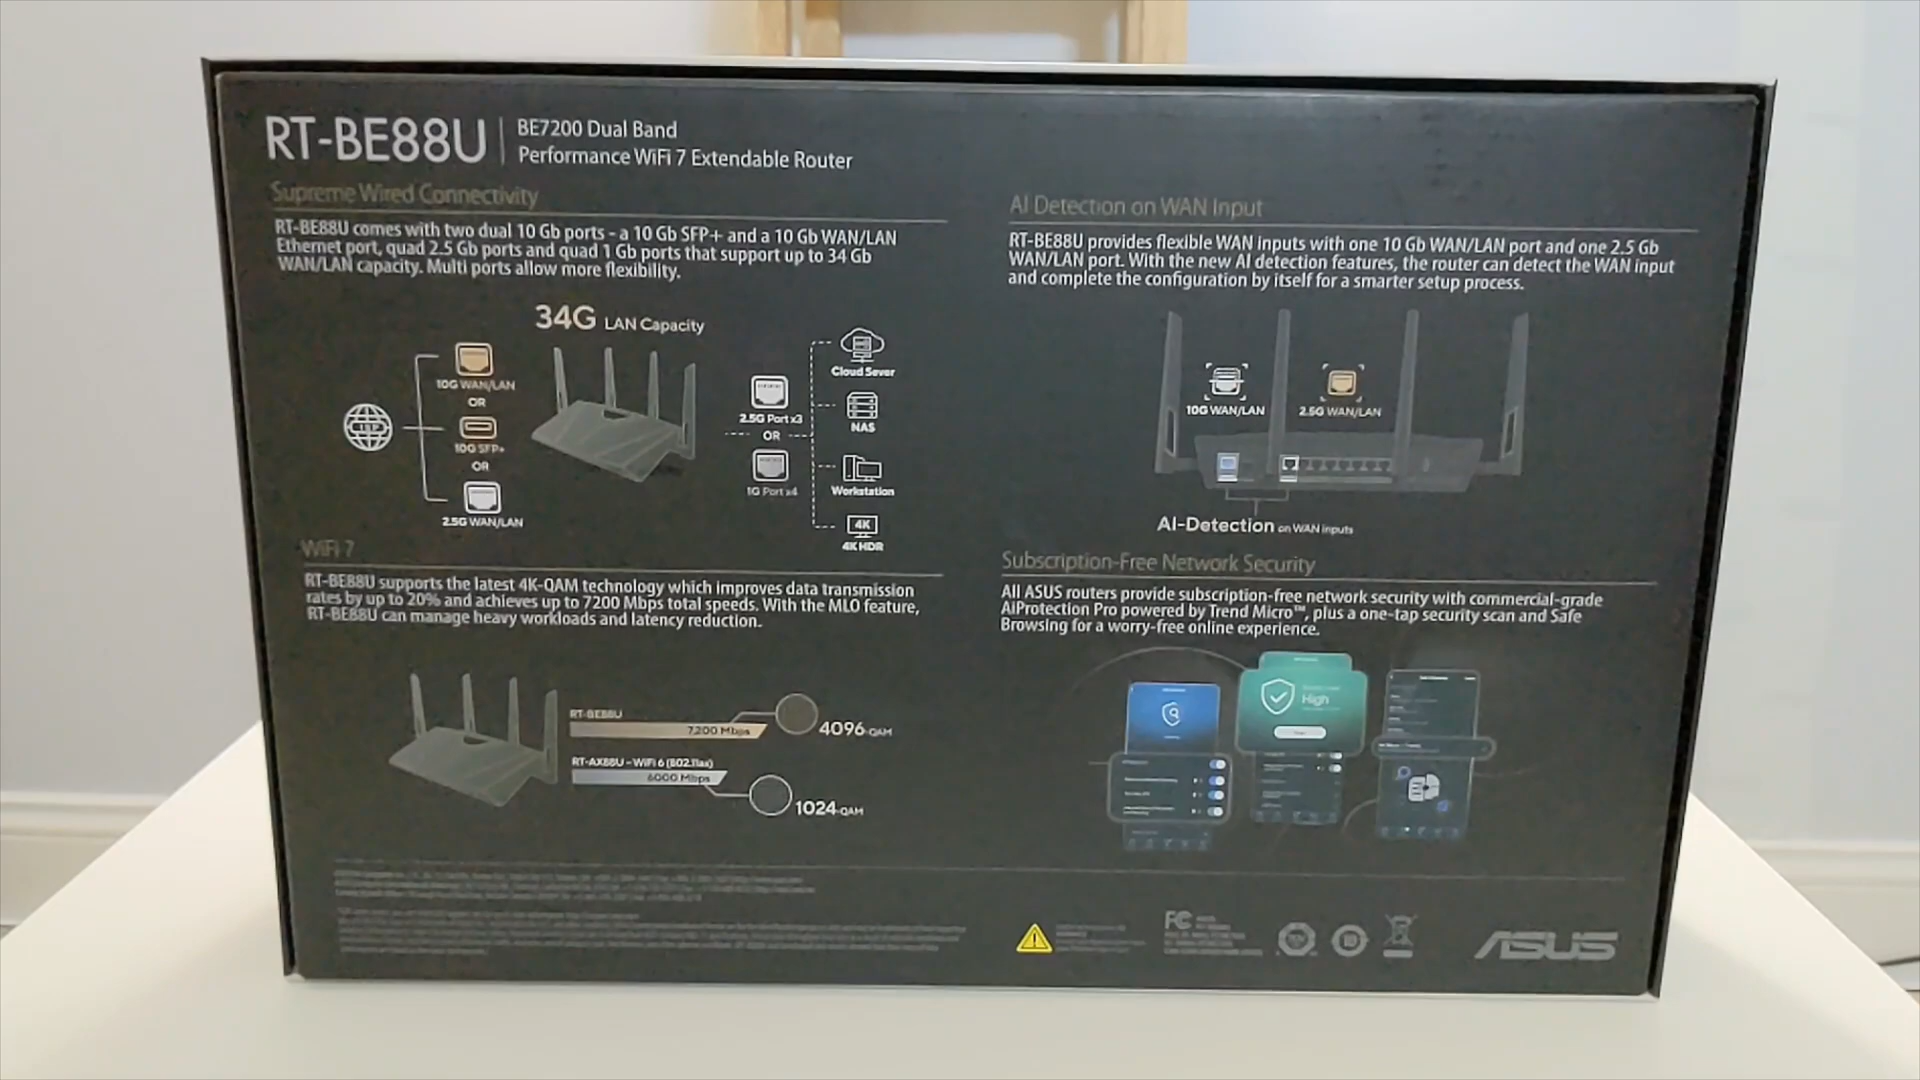 RT-BE88U
BE7200 Dual Band
Performance WiFi 7 Extendable Router
Supreme Wired Connectivity
RT-BE88U comes with two dual 10 Gb ports - a 10 Gb SFP+ and a 10 Gb WAN/LAN
Ethernet port, quad 2.5 Gb ports and quad 1 Gb ports that support up to 34 Gb
WAN/LAN capacity. Multi ports allow more flexibility.
34G LAN Capacity
ISP
10G WAN/LAN
OR
10G SFP+
OR
2.5G WAN/LAN
2.5G Port x3
OR
1G Port x4
Cloud Sever
NAS
Workstation
4K
4K HDR
AI Detection on WAN Input
RT-BE88U provides flexible WAN inputs with one 10 Gb WAN/LAN port and one 2.5 Gb
WAN/LAN port. With the new AI detection features, the router can detect the WAN input
and complete the configuration by itself for a smarter setup process.
10G WAN/LAN
2.5G WAN/LAN
AI-Detection on WAN inputs
WiFi 7
RT-BE88U supports the latest 4K-QAM technology which improves data transmission
rates by up to 20% and achieves up to 7200 Mbps total speeds. With the MLO feature,
RT-BE88U can manage heavy workloads and latency reduction.
RT-BE88U
7,200 Mbps
4096-QAM
RT-AX88U - WiFi 6 (802.11ax)
6000 Mbps
1024-QAM
Subscription-Free Network Security
All ASUS routers provide subscription-free network security with commercial-grade
AiProtection Pro powered by Trend Micro™, plus a one-tap security scan and Safe
Browsing for a worry-free online experience.
High
FC
ASUS